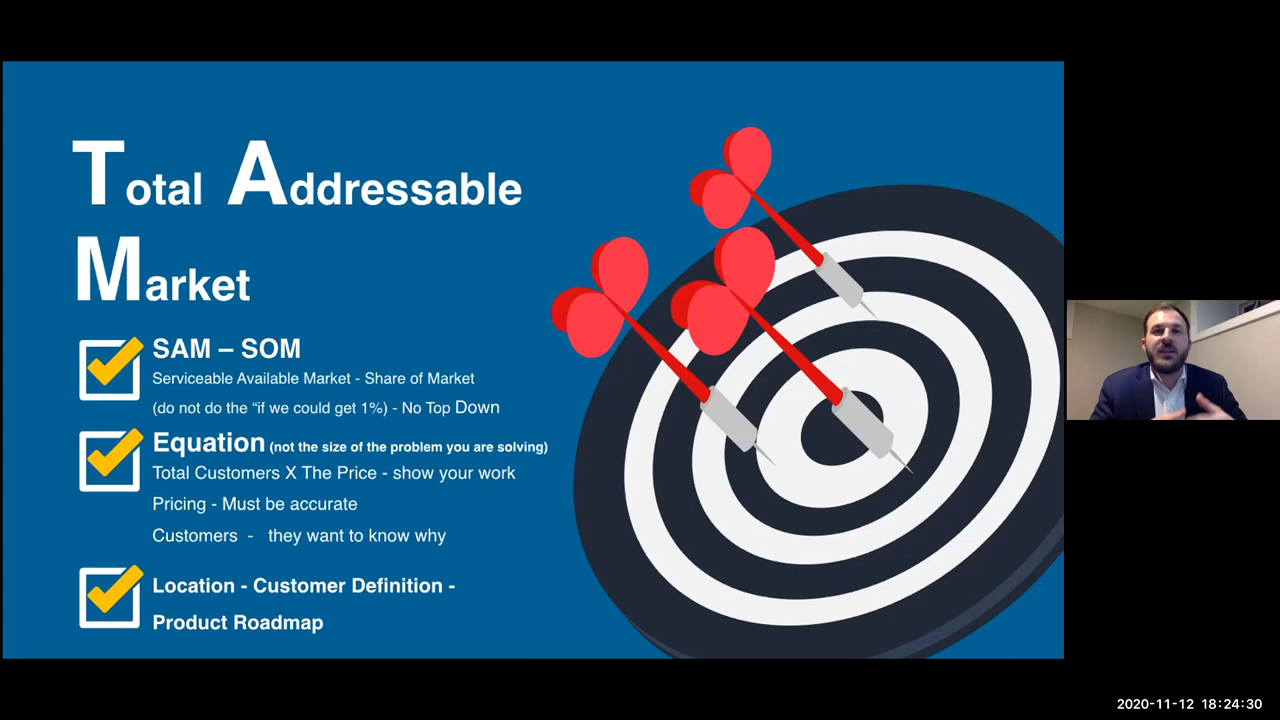 Total Addressable
Market
SAM – SOM
Serviceable Available Market - Share of Market
(do not do the “if we could get 1%) - No Top Down
Equation (not the size of the problem you are solving)
Total Customers X The Price - show your work
Pricing - Must be accurate
Customers - they want to know why
Location - Customer Definition -
Product Roadmap
2020-11-12 18:24:30